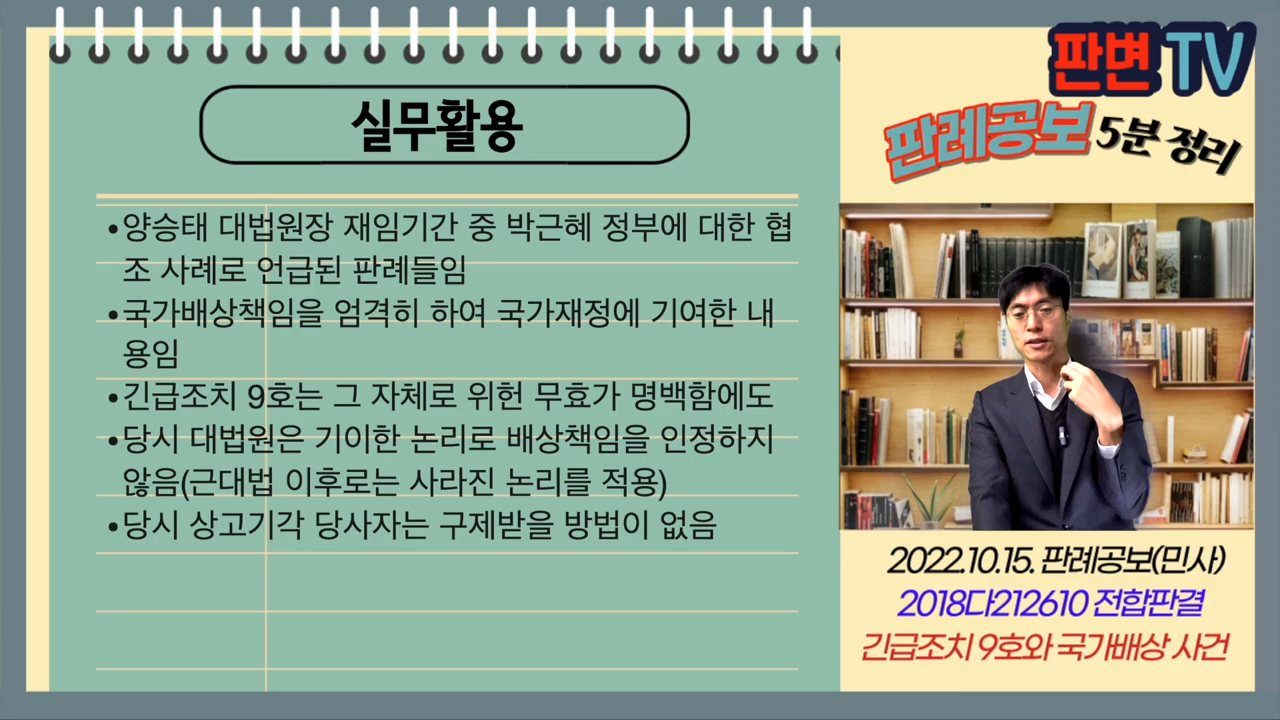 실무활용
•양승태 대법원장 재임기간 중 박근혜 정부에 대한 협
조 사례로 언급된 판례들임
•국가배상책임을 엄격히 하여 국가재정에 기여한 내
용임
•긴급조치 9호는 그 자체로 위헌 무효가 명백함에도
•당시 대법원은 기이한 논리로 배상책임을 인정하지
않음(근대법 이후로는 사라진 논리를 적용)
•당시 상고기각 당사자는 구제받을 방법이 없음
판변 TV
판례공보 5분 정리
2022.10.15. 판례공보(민사)
2018다212610 전합판결
긴급조치 9호와 국가배상 사건